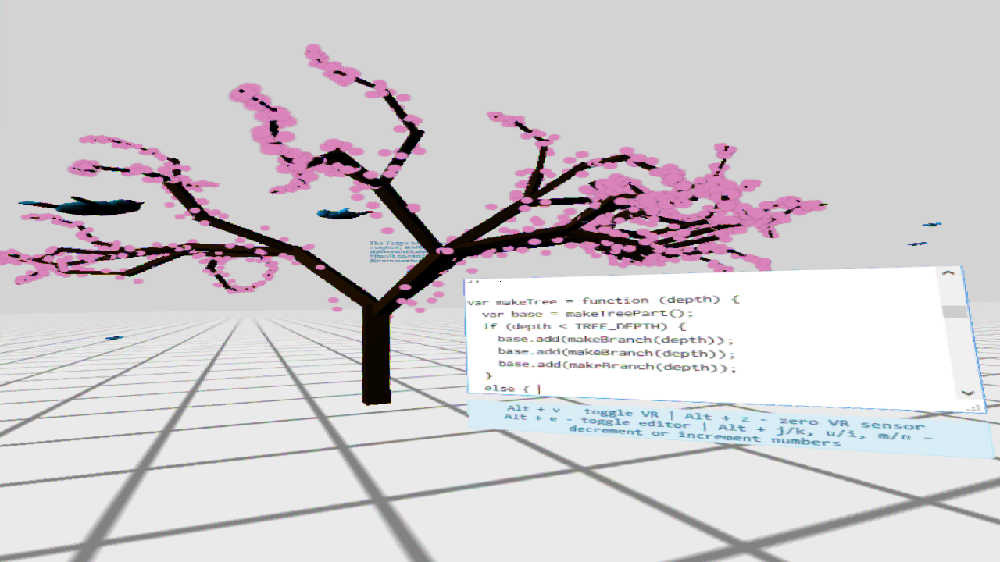 The Tokyo
magical,
var makeTree = function (depth) {
var base = makeTreePart();
if (depth < TREE_DEPTH) {
base.add(makeBranch(depth));
base.add(makeBranch(depth));
base.add(makeBranch(depth));
}
else {
Alt + v - toggle VR | Alt + z - zero VR sensor
Alt + e - toggle editor | Alt + j/k, u/i, m/n -
decrement or increment numbers